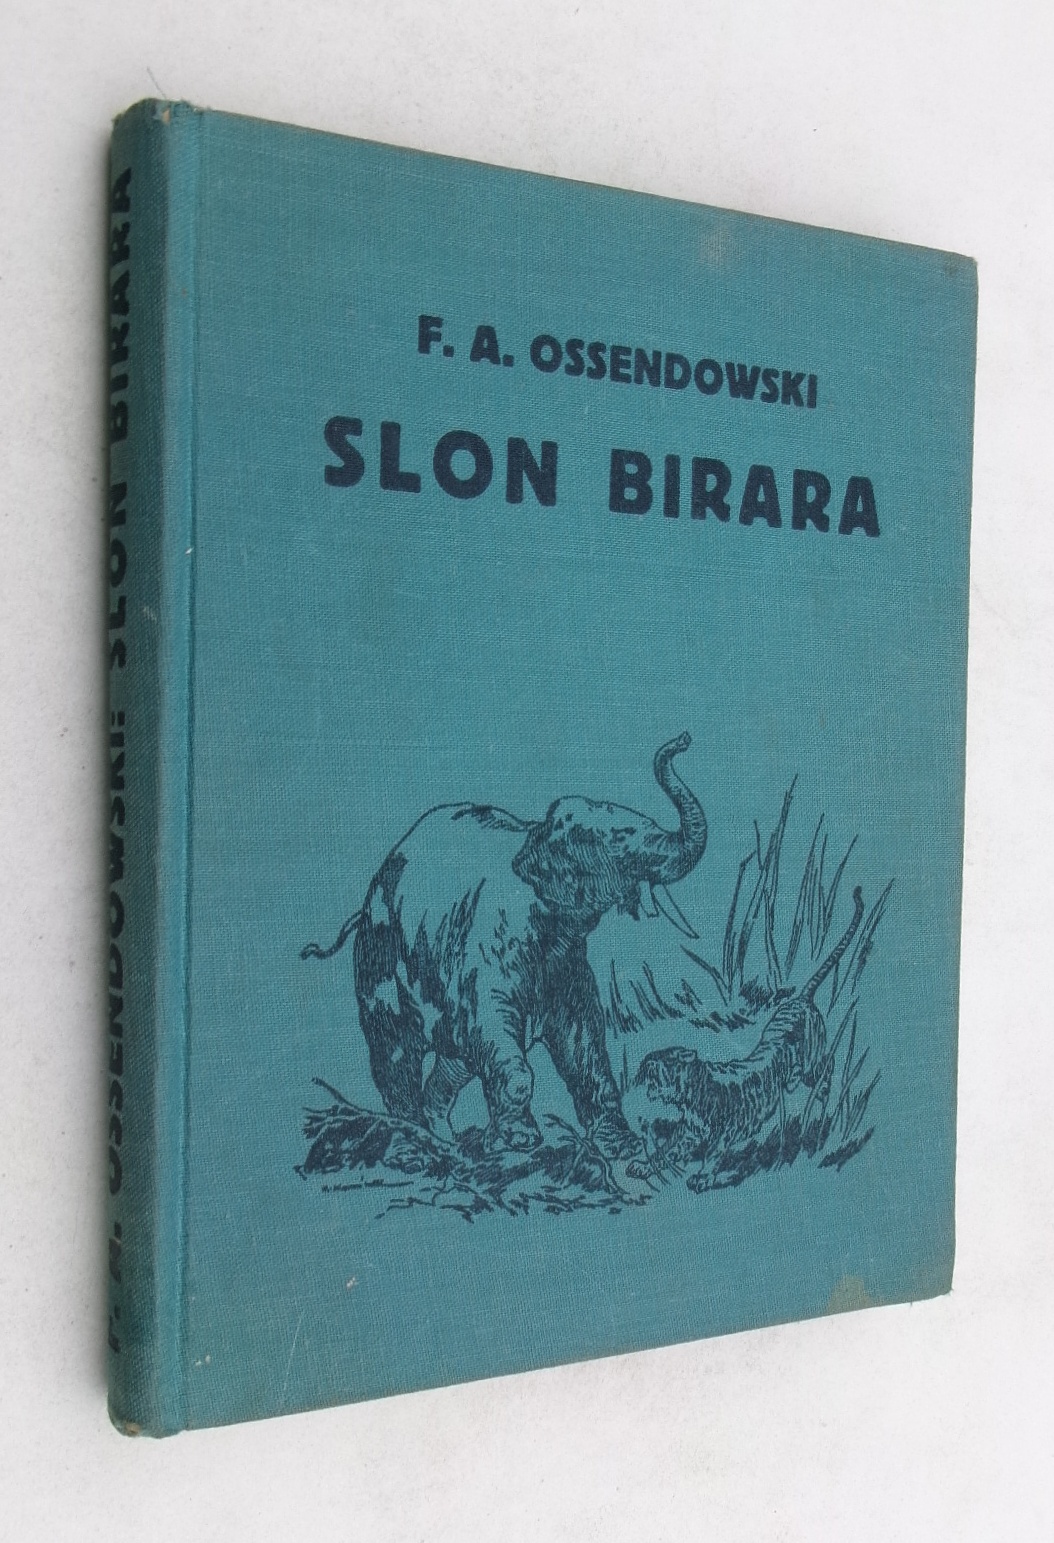 F. A. OSSENDOWSKI
SLON BIRARA
F. A. OSSENDOWSKI: SLON BIRARA